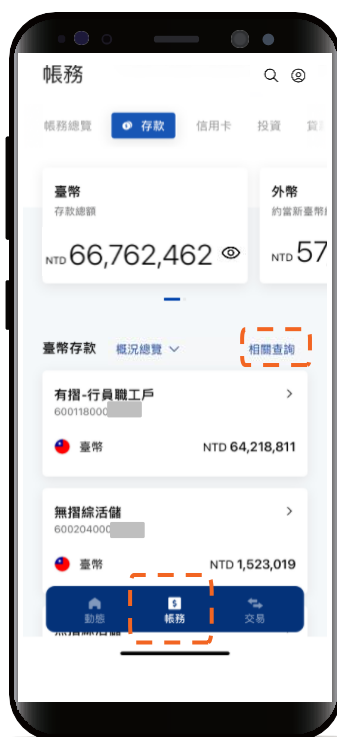 帳務
帳務總覽 存款 信用卡 投資
臺幣
存款總額
NTD 66,762,462
外幣
約當新臺幣
NTD 57
臺幣存款 概況總覽 相關查詢
有摺-行員職工戶
600118000
臺幣 NTD 64,218,811
無摺綜活儲
600204000
臺幣 NTD 1,523,019
動態 帳務 交易